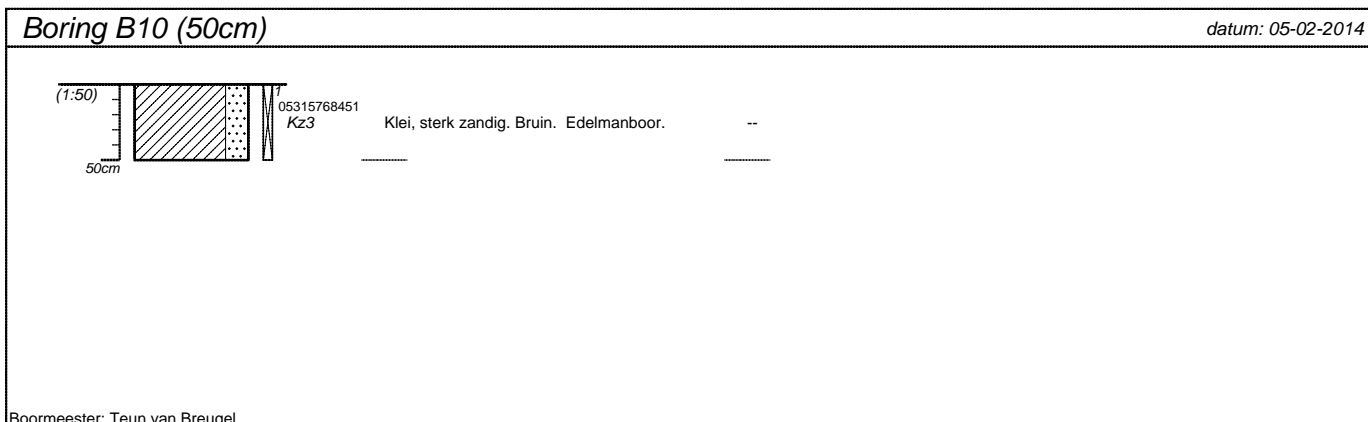 Boring B10 (50cm)
datum: 05-02-2014
(1:50)
1
05315768451
Kz3 Klei, sterk zandig. Bruin. Edelmanboor. --
50cm
Boormeester: Teun van Breugel